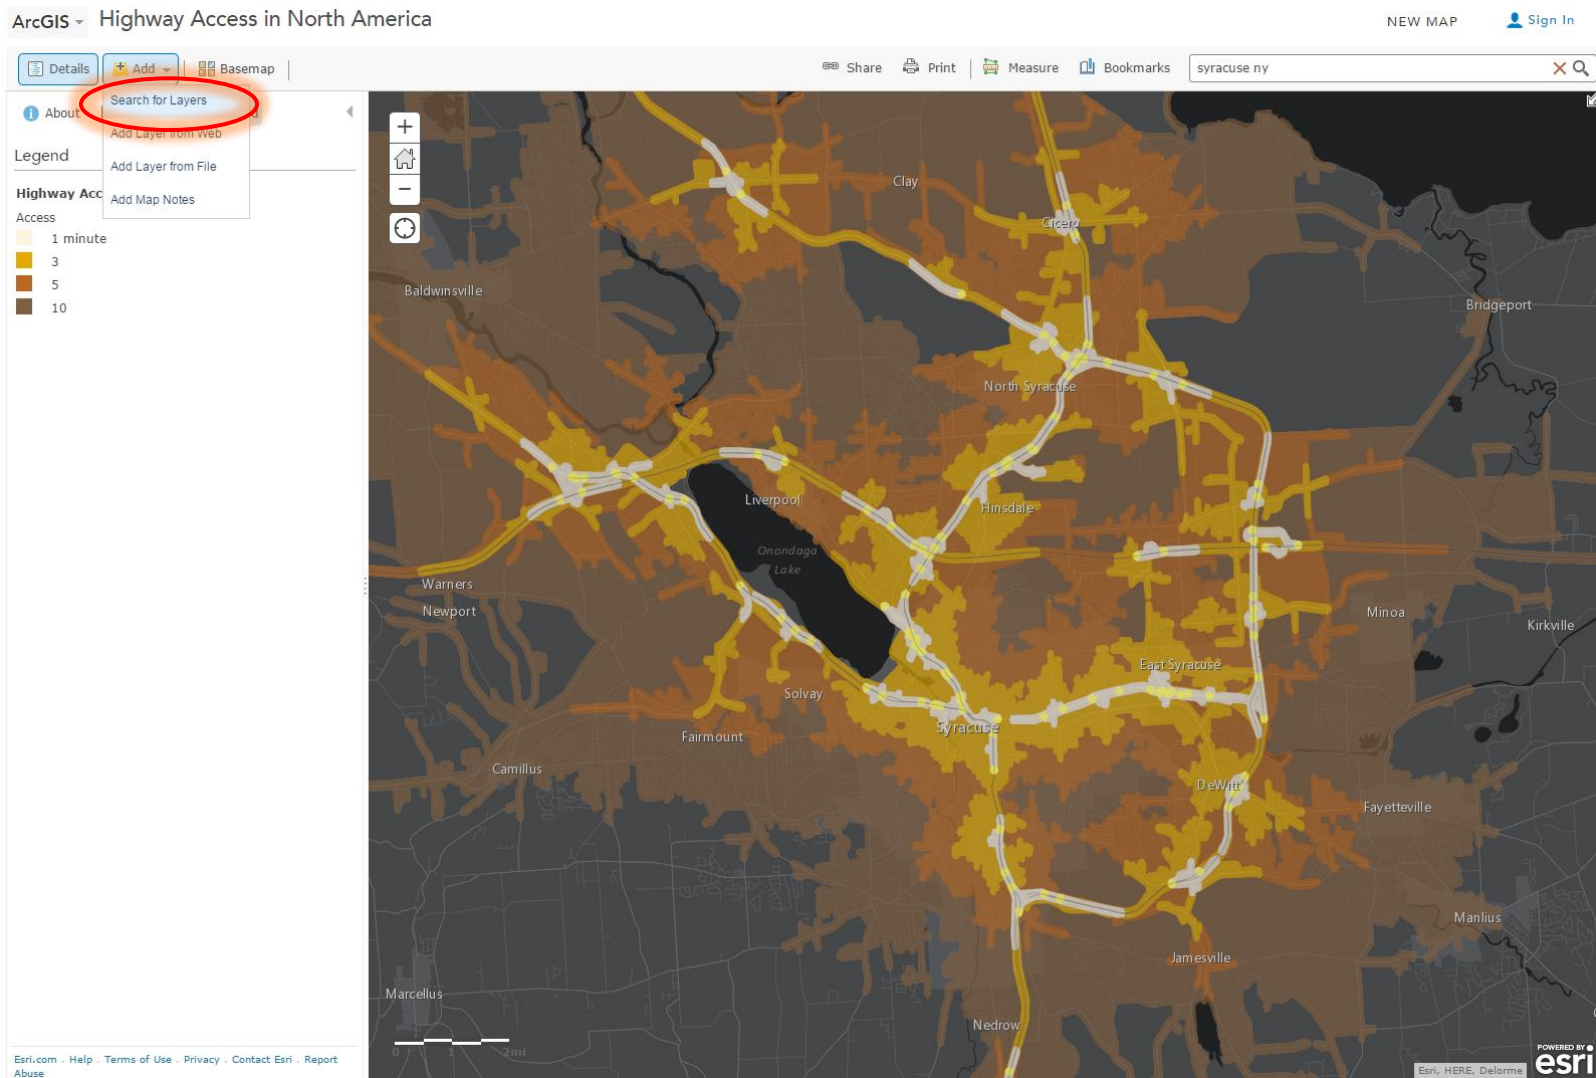 ArcGIS
Highway Access in North America
NEW MAP
Sign In
Details
Add
Basemap
Share
Print
Measure
Bookmarks
syracuse ny
About
Search for Layers
Add Layer from Web
Add Layer from File
Add Map Notes
Legend
Highway Acc
Access
1 minute
3
5
10
Clay
Cicero
Baldwinsville
Bridgeport
North Syracuse
Liverpool
Hinsdale
Onondaga
Lake
Warners
Newport
Minoa
Kirkville
East Syracuse
Solvay
Syracuse
Fairmount
Camillus
DeWitt
Fayetteville
Manlius
Jamesville
Marcellus
Nedrow
0 1 2mi
Esri.com . Help . Terms of Use . Privacy . Contact Esri . Report
Abuse
Esri, HERE, Delorme
POWERED BY
esri